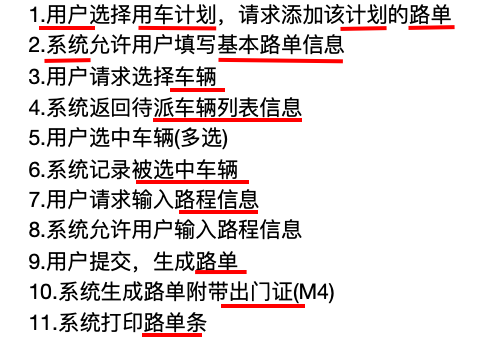 1.用户选择用车计划，请求添加该计划的路单
2.系统允许用户填写基本路单信息
3.用户请求选择车辆
4.系统返回待派车辆列表信息
5.用户选中车辆(多选)
6.系统记录被选中车辆
7.用户请求输入路程信息
8.系统允许用户输入路程信息
9.用户提交，生成路单
10.系统生成路单附带出门证(M4)
11.系统打印路单条